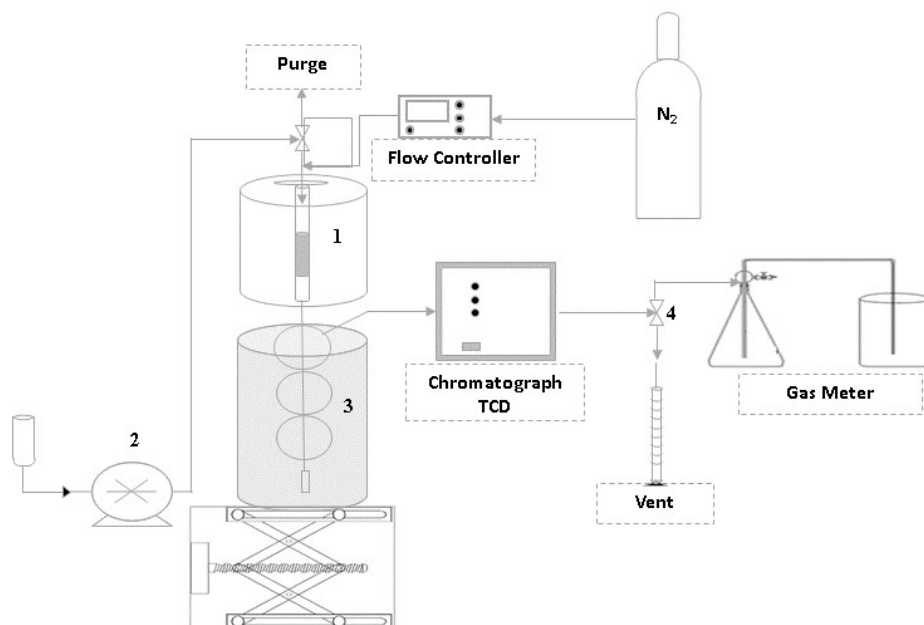 Purge
N₂
Flow Controller
1
4
Chromatograph
TCD
Gas Meter
3
2
Vent